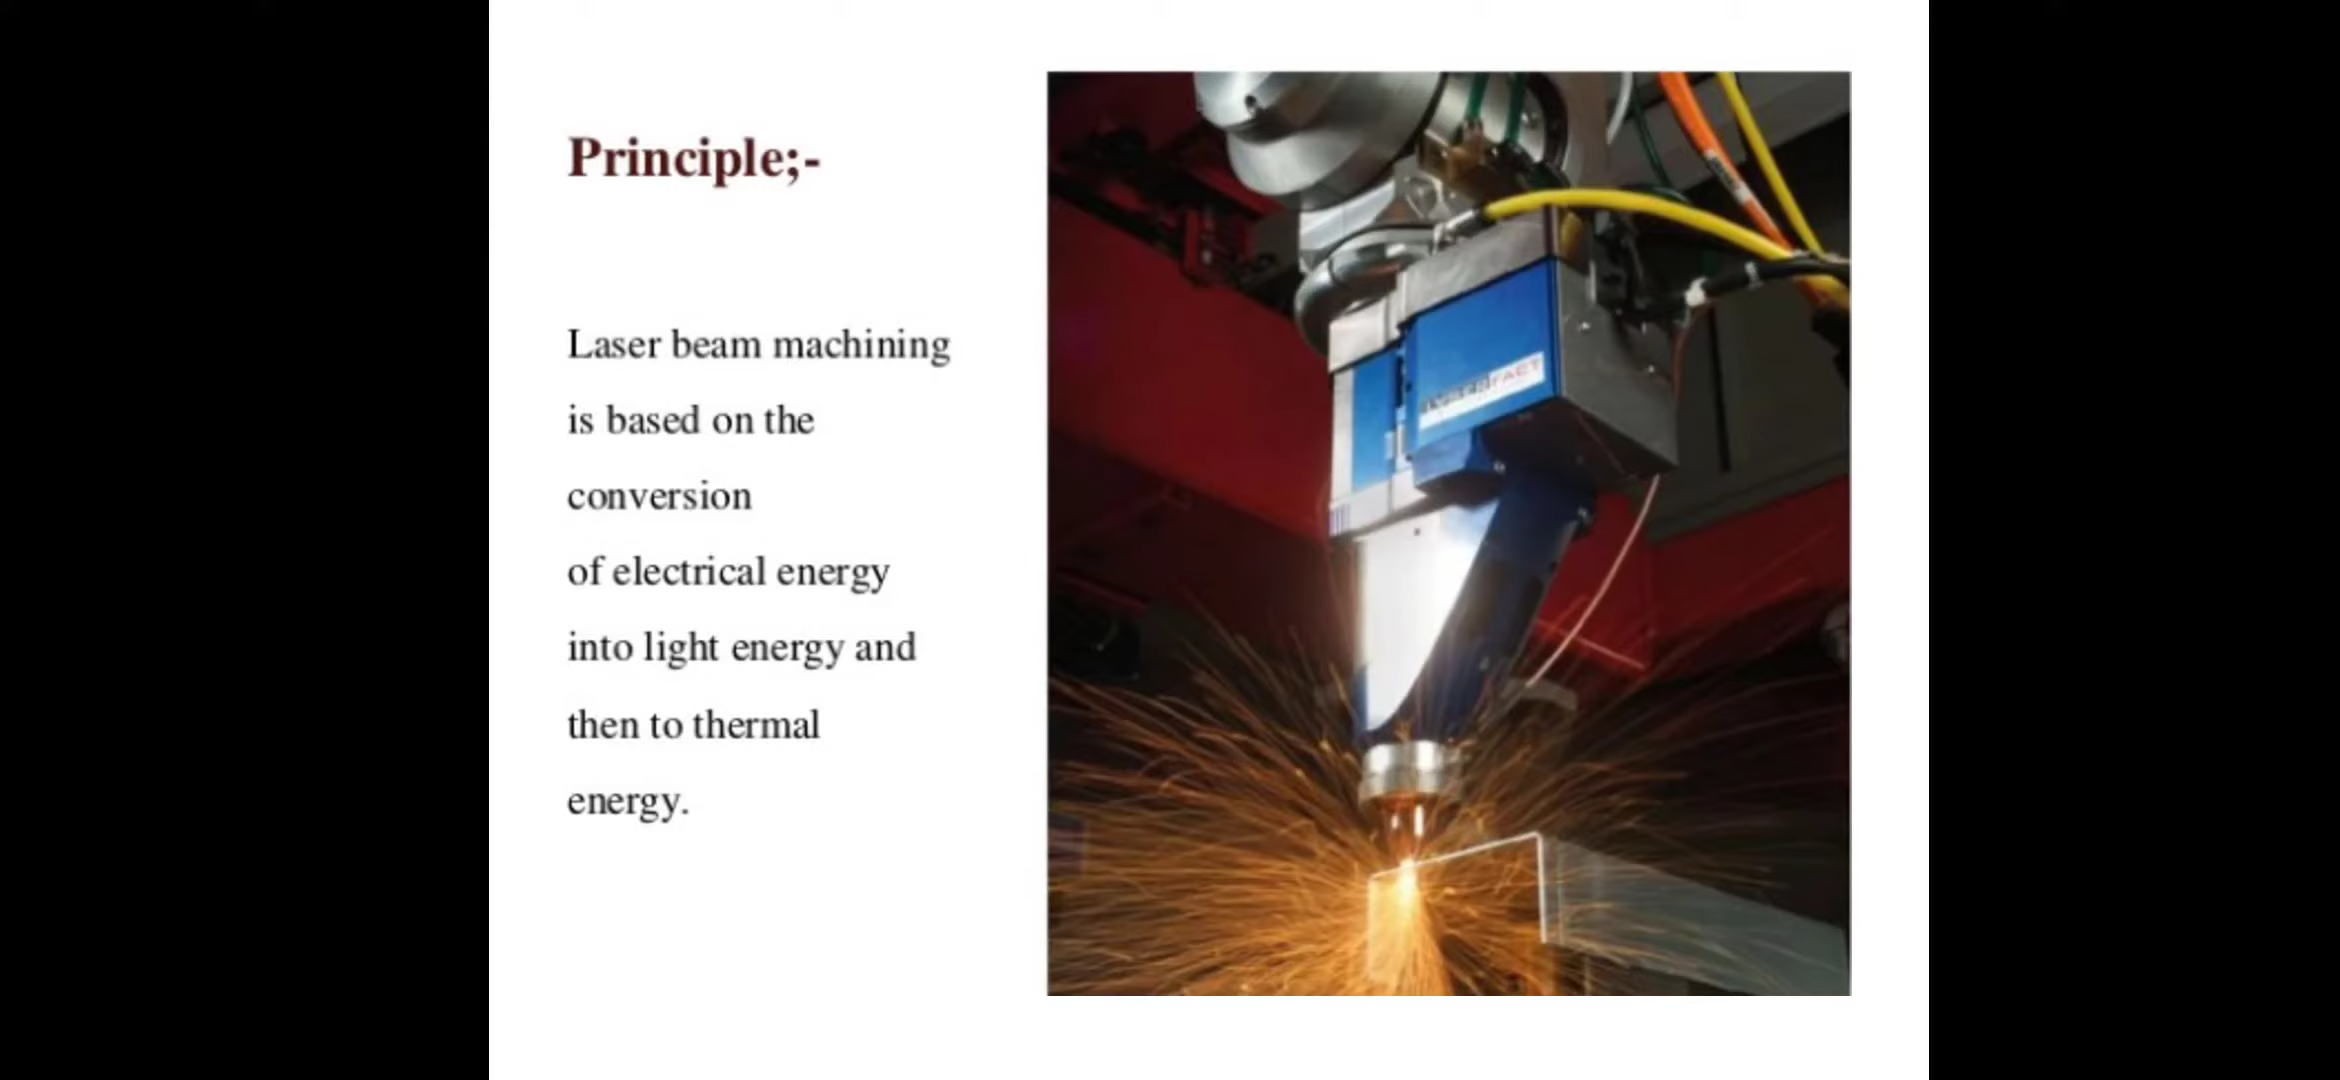 Principle;-
Laser beam machining
is based on the
conversion
of electrical energy
into light energy and
then to thermal
energy.